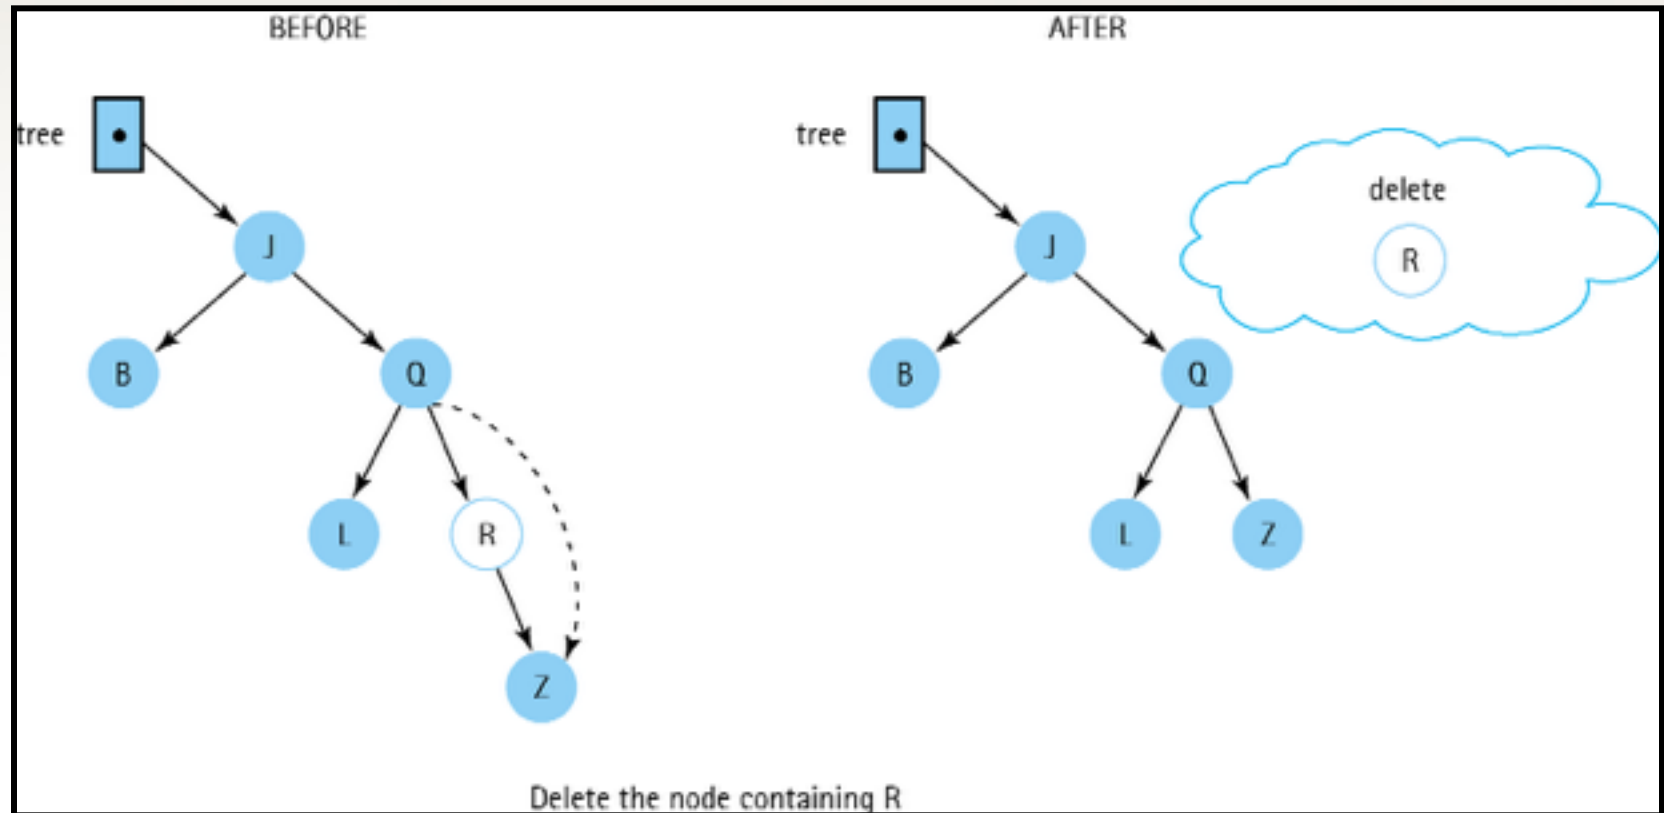 BEFORE
AFTER
tree
J
B
Q
L
R
Z
tree
J
B
Q
L
Z
delete
R
Delete the node containing R